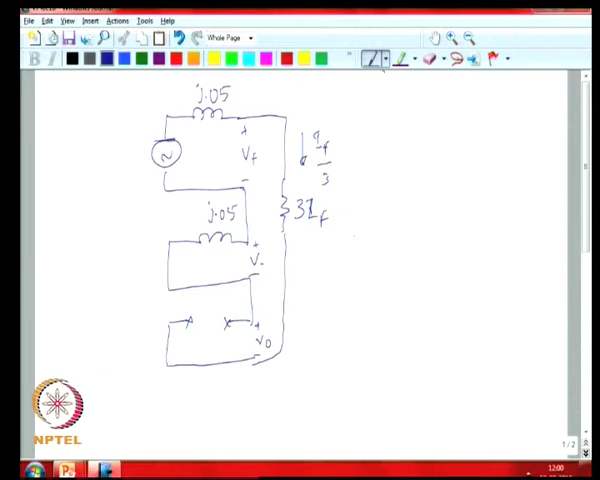 File Edit View Insert Actions Tools Help
Whole Page
B I
j.05
+
Vf
-
if
3
3Zf
j.05
+
V-
-
+
V0
-
NPTEL
1 / 2
12:00